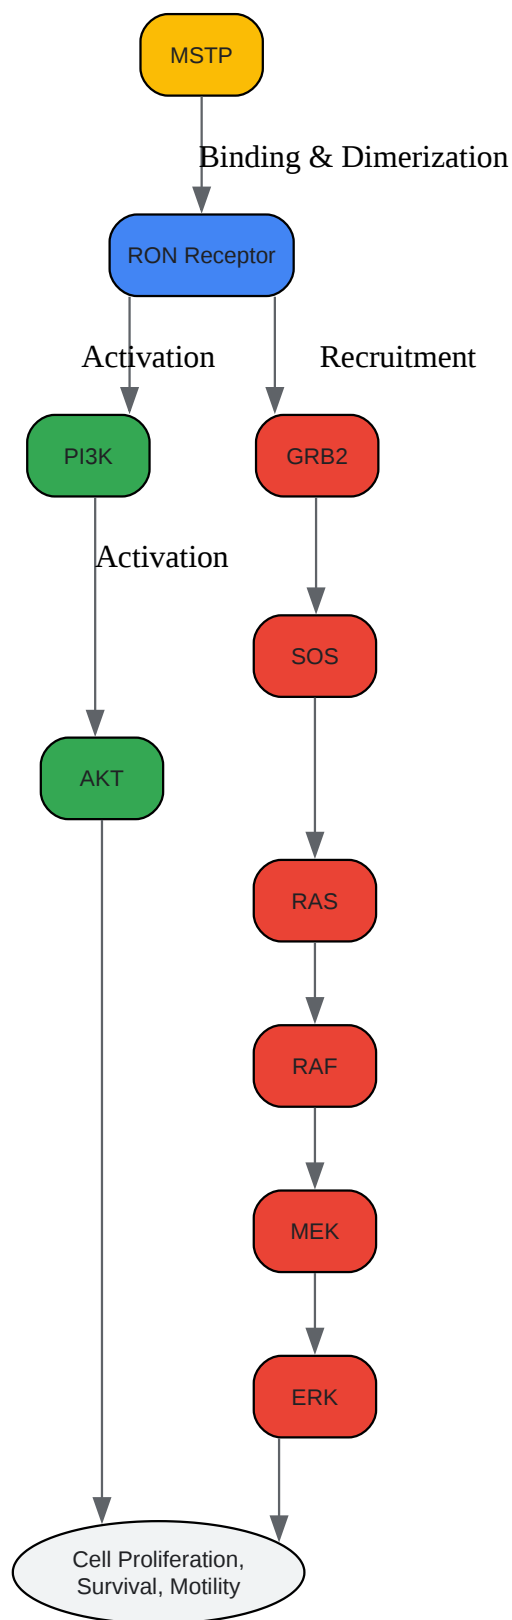 MSTP
Binding & Dimerization
RON Receptor
Activation
Recruitment
PI3K
GRB2
Activation
SOS
AKT
RAS
RAF
MEK
ERK
Cell Proliferation,
Survival, Motility